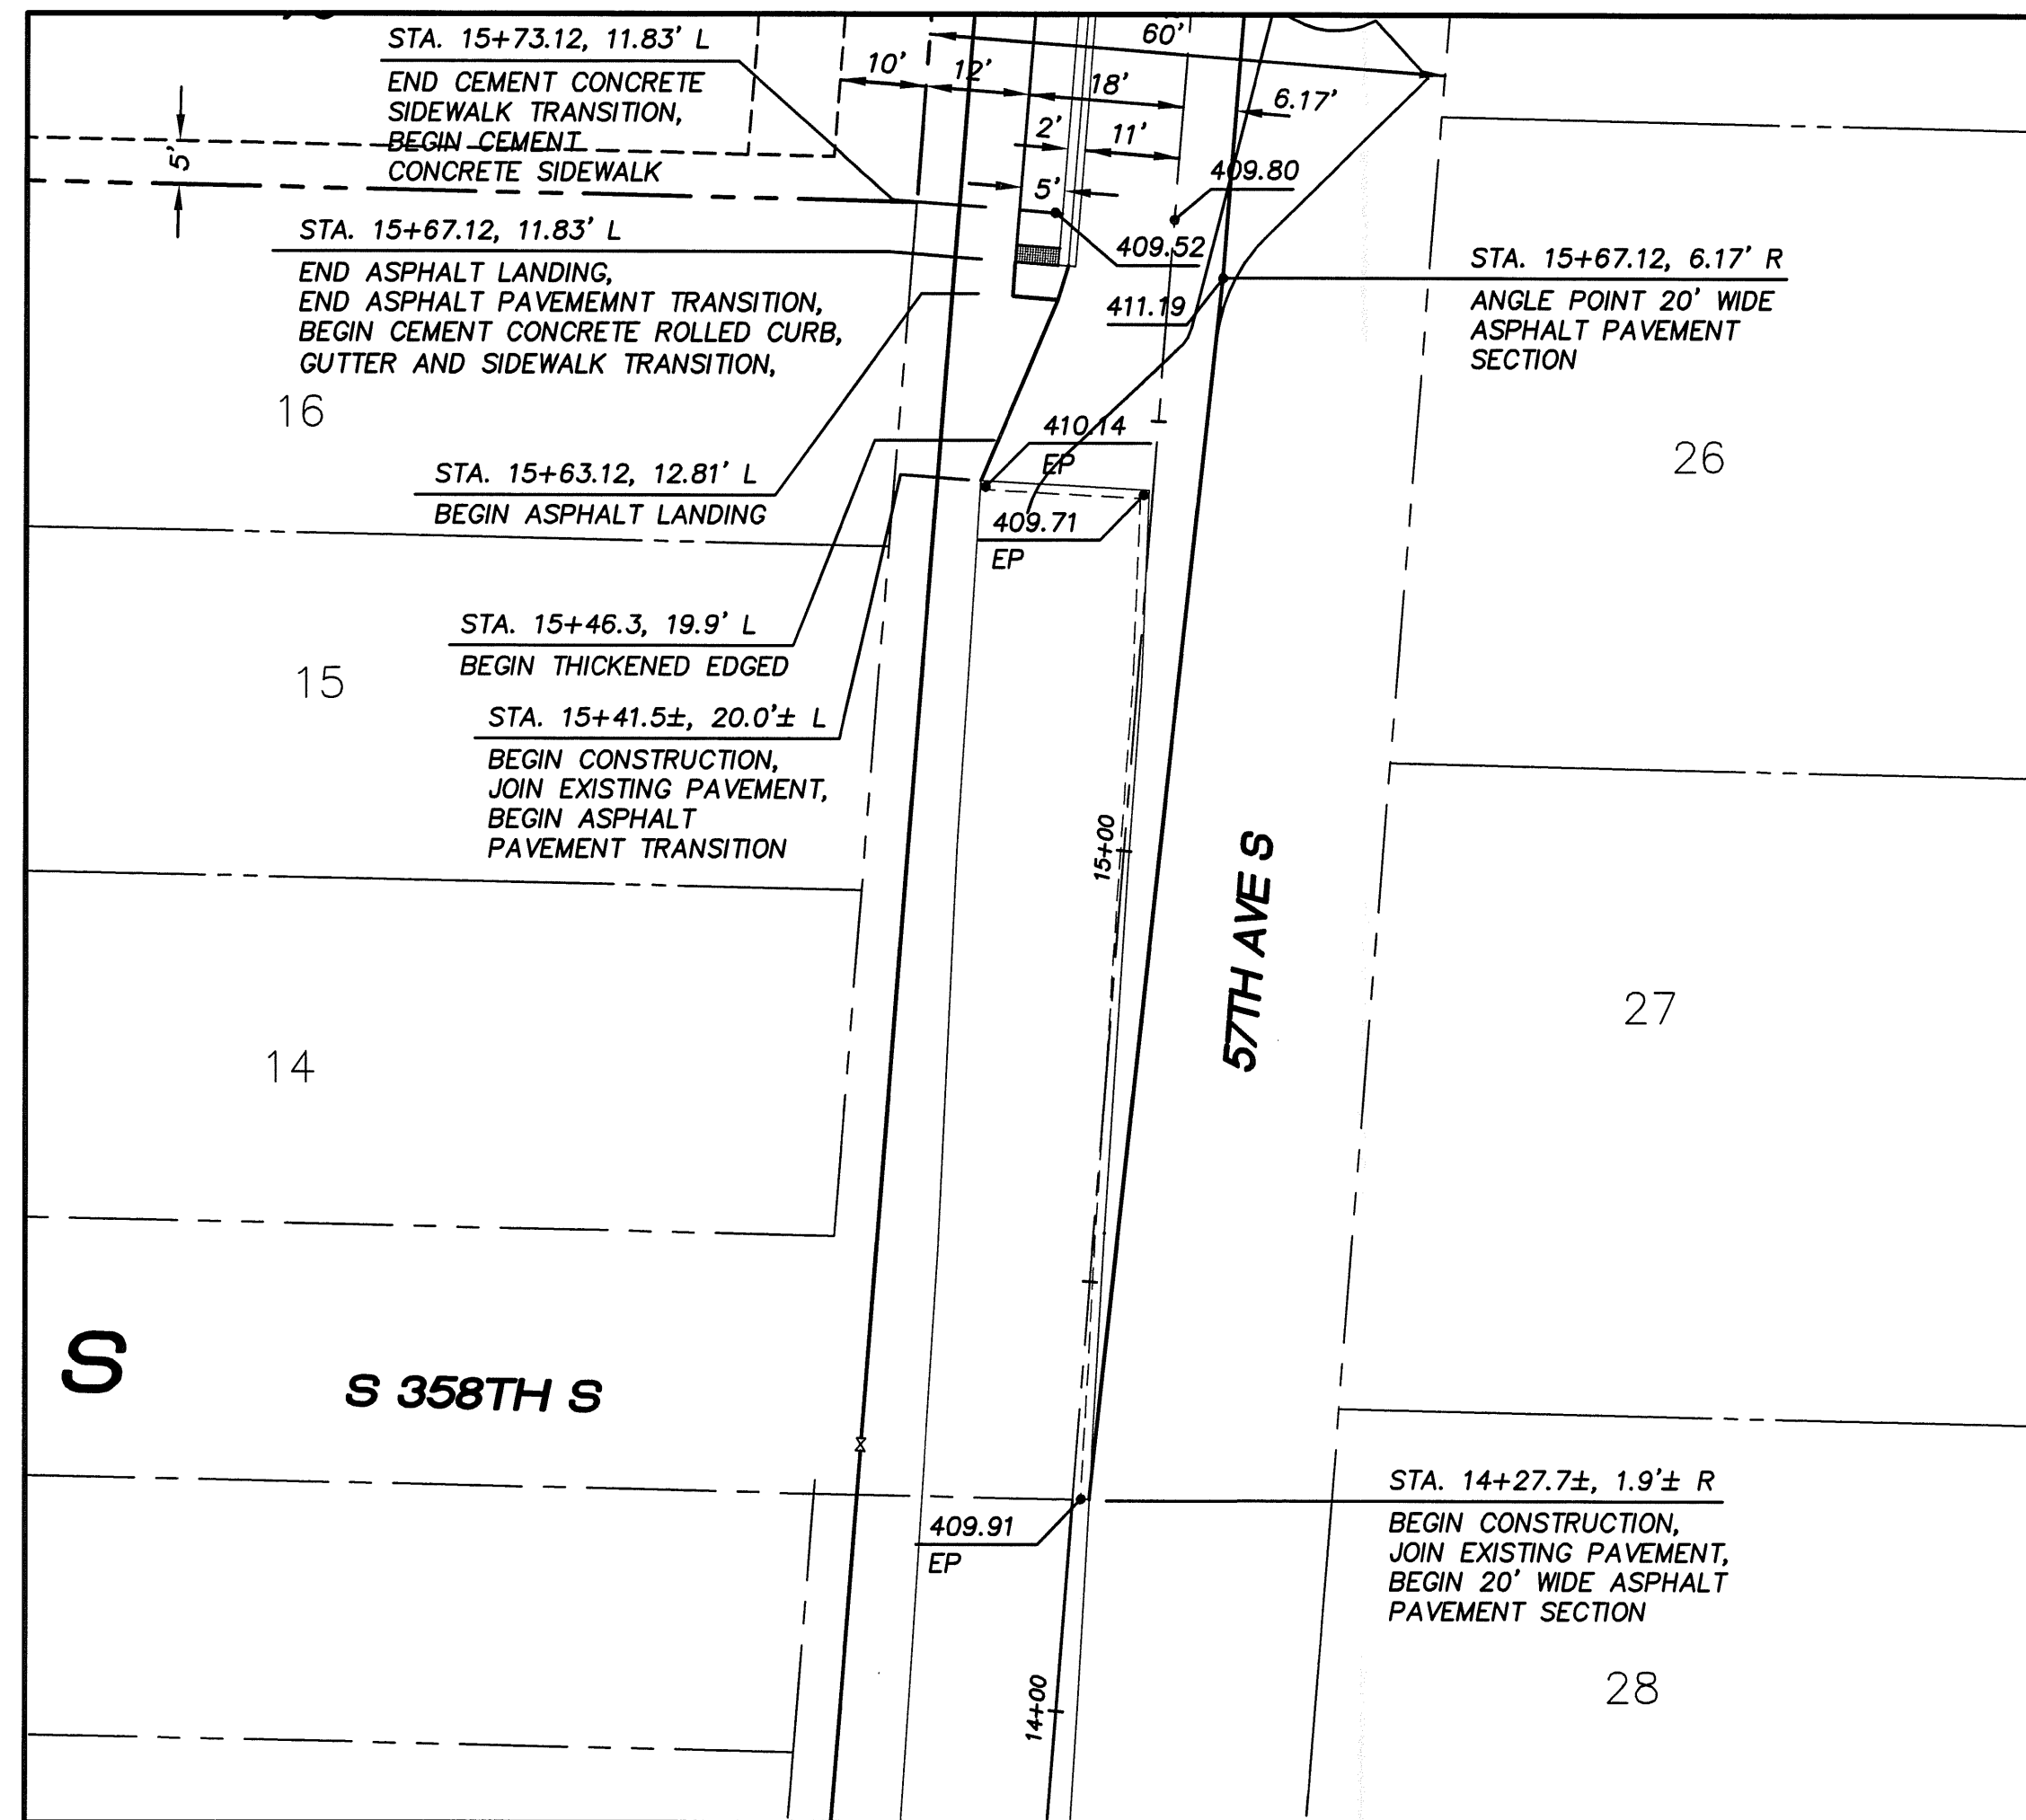 STA. 15+73.12, 11.83' L
END CEMENT CONCRETE
SIDEWALK TRANSITION,
BEGIN CEMENT
CONCRETE SIDEWALK
60'
10'
12'
18'
6.17'
2'
11'
5'
5'
409.80
409.52
411.19
STA. 15+67.12, 11.83' L
END ASPHALT LANDING,
END ASPHALT PAVEMEMNT TRANSITION,
BEGIN CEMENT CONCRETE ROLLED CURB,
GUTTER AND SIDEWALK TRANSITION,
STA. 15+67.12, 6.17' R
ANGLE POINT 20' WIDE
ASPHALT PAVEMENT
SECTION
16
26
410.14
EP
STA. 15+63.12, 12.81' L
BEGIN ASPHALT LANDING
409.71
EP
STA. 15+46.3, 19.9' L
BEGIN THICKENED EDGED
15
STA. 15+41.5±, 20.0'± L
BEGIN CONSTRUCTION,
JOIN EXISTING PAVEMENT,
BEGIN ASPHALT
PAVEMENT TRANSITION
15+00
57TH AVE S
27
14
S
S 358TH S
STA. 14+27.7±, 1.9'± R
BEGIN CONSTRUCTION,
JOIN EXISTING PAVEMENT,
BEGIN 20' WIDE ASPHALT
PAVEMENT SECTION
409.91
EP
14+00
28